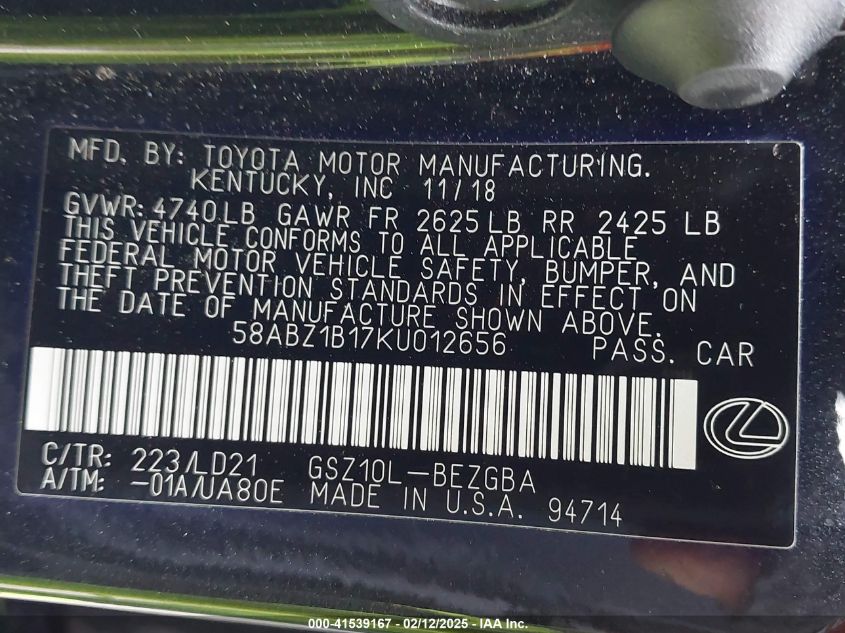 MFD. BY: TOYOTA MOTOR MANUFACTURING.
KENTUCKY, INC 11/18
GVWR: 4740LB GAWR FR 2625 LB RR 2425 LB
THIS VEHICLE CONFORMS TO ALL APPLICABLE
FEDERAL MOTOR VEHICLE SAFETY, BUMPER, AND
THEFT PREVENTION STANDARDS IN EFFECT ON
THE DATE OF MANUFACTURE SHOWN ABOVE.
58ABZ1B17KU012656 PASS. CAR
C/TR: 223/LD21 GSZ10L-BEZGBA
A/TM: -01A/UA80E MADE IN U.S.A. 94714
000-41539167 - 02/12/2025 - IAA Inc.